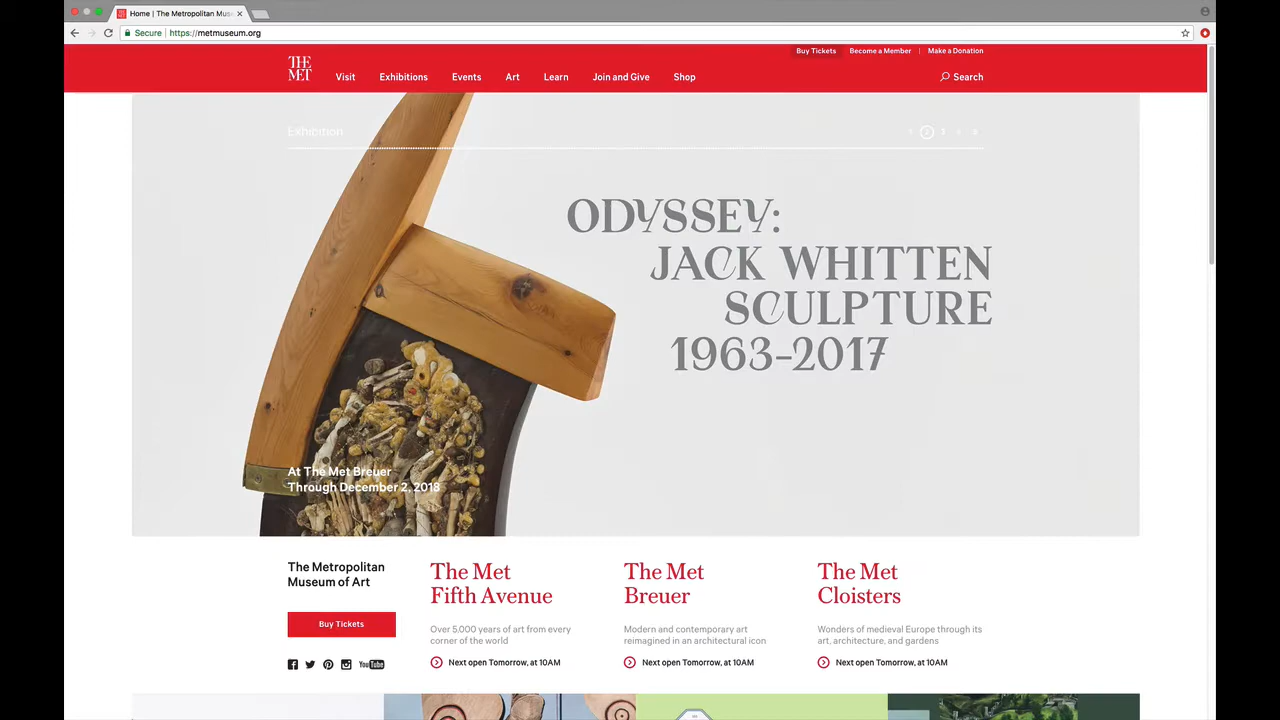 Home | The Metropolitan Mus
Secure | https://metmuseum.org
Buy Tickets Become a Member | Make a Donation
THE MET
Visit Exhibitions Events Art Learn Join and Give Shop Search
Exhibition
ODYSSEY:
JACK WHITTEN
SCULPTURE
1963–2017
At The Met Breuer
Through December 2, 2018
The Metropolitan
Museum of Art
Buy Tickets
YouTube
The Met
Fifth Avenue
Over 5,000 years of art from every
corner of the world
Next open Tomorrow, at 10AM
The Met
Breuer
Modern and contemporary art
reimagined in an architectural icon
Next open Tomorrow, at 10AM
The Met
Cloisters
Wonders of medieval Europe through its
art, architecture, and gardens
Next open Tomorrow, at 10AM